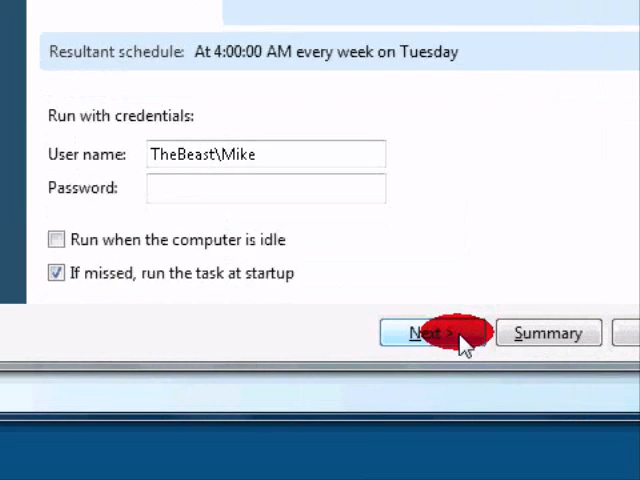 Resultant schedule: At 4:00:00 AM every week on Tuesday
Run with credentials:
User name: TheBeast\Mike
Password:
Run when the computer is idle
If missed, run the task at startup
Next > Summary